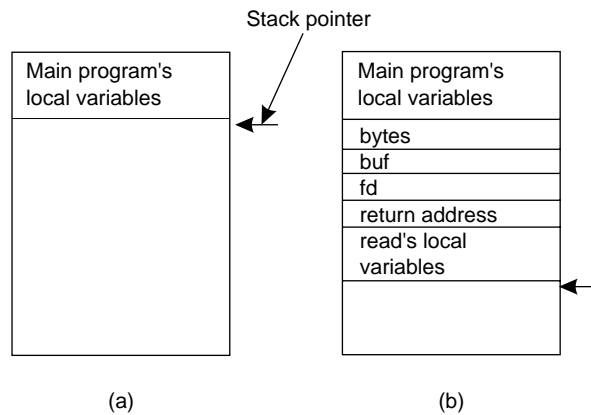 Stack pointer
Main program's
local variables
Main program's
local variables
bytes
buf
fd
return address
read's local
variables
(a)
(b)